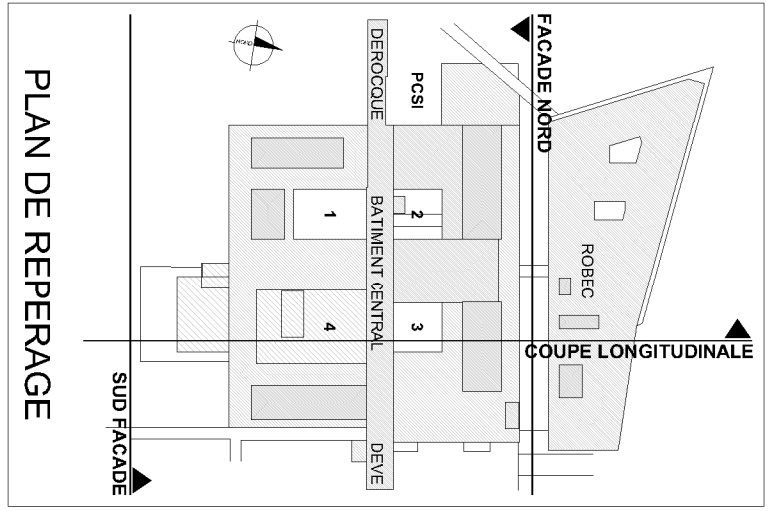 PLAN DE REPERAGE
NORD
DEROCQUE
PCSI
FACADE NORD
1
BATIMENT CENTRAL
2
ROBEC
4
3
COUPE LONGITUDINALE
SUD FACADE
DEVE